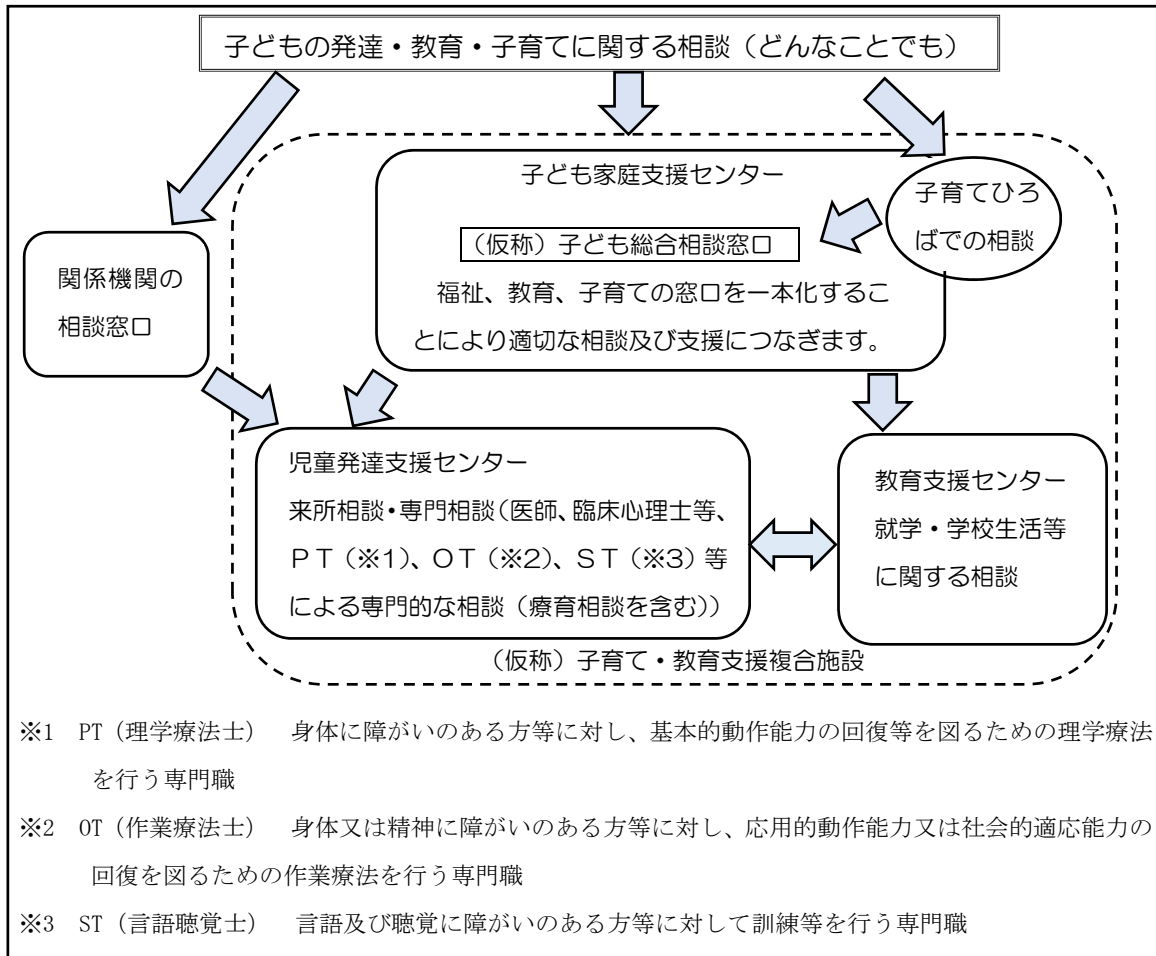 子どもの発達・教育・子育てに関する相談（どんなことでも）
子ども家庭支援センター
（仮称）子ども総合相談窓口
福祉、教育、子育ての窓口を一本化するこ
とにより適切な相談及び支援につなぎます。
子育てひろ
ばでの相談
関係機関の
相談窓口
児童発達支援センター
来所相談・専門相談（医師、臨床心理士等、
ＰＴ（※1）、ＯＴ（※2）、ＳＴ（※3）等
による専門的な相談（療育相談を含む））
教育支援センター
就学・学校生活等
に関する相談
（仮称）子育て・教育支援複合施設
※1　PT（理学療法士）　身体に障がいのある方等に対し、基本的動作能力の回復等を図るための理学療法
を行う専門職
※2　OT（作業療法士）　身体又は精神に障がいのある方等に対し、応用的動作能力又は社会的適応能力の
回復を図るための作業療法を行う専門職
※3　ST（言語聴覚士）　言語及び聴覚に障がいのある方等に対して訓練等を行う専門職